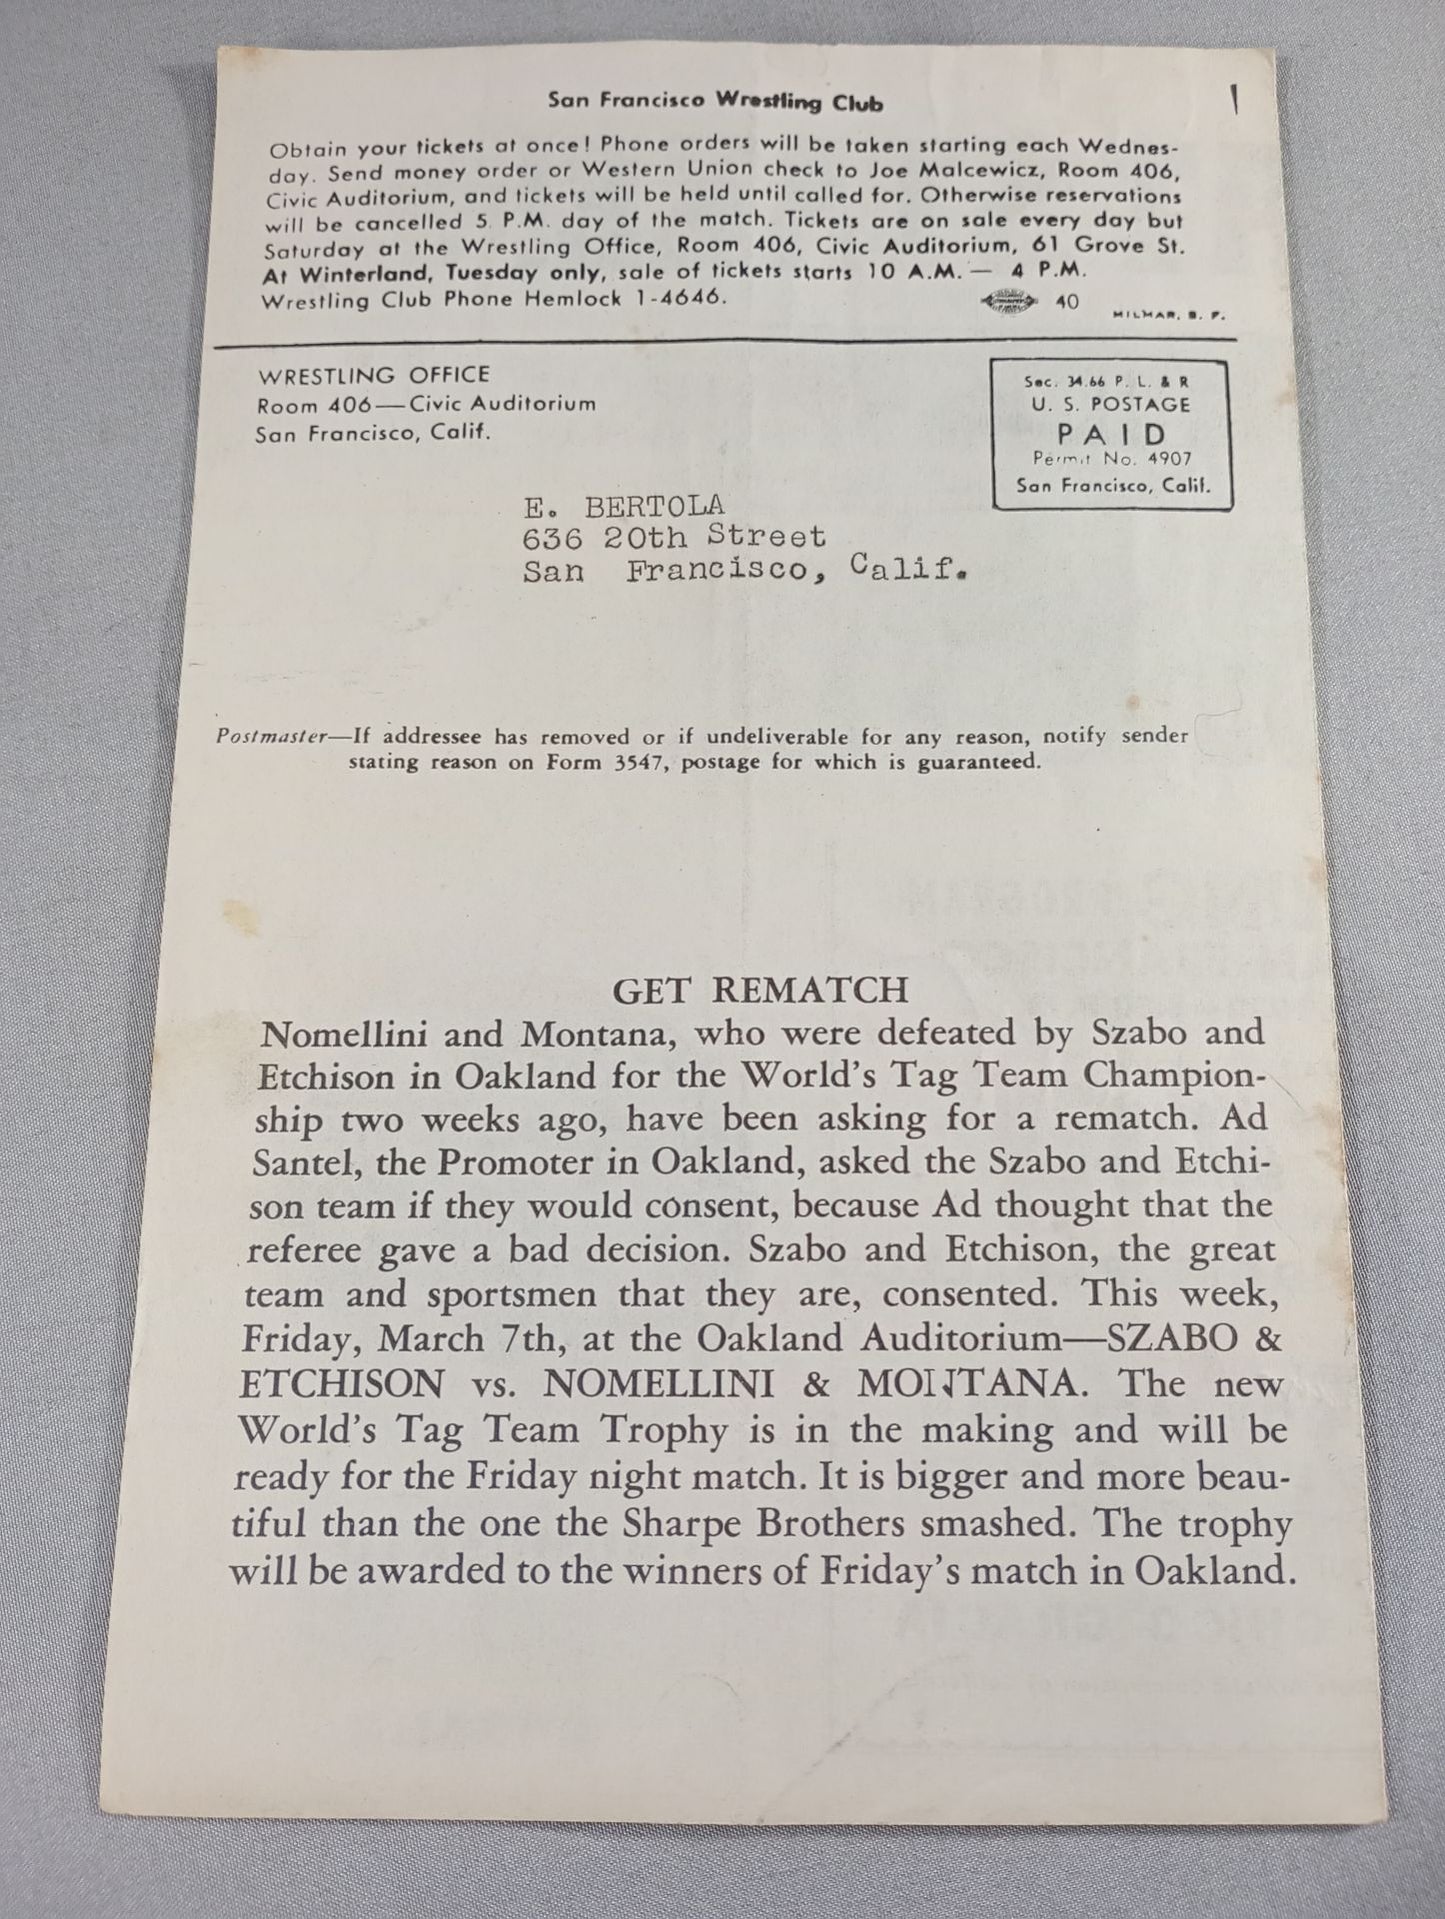 San Francisco Wrestling Club
Obtain your tickets at once! Phone orders will be taken starting each Wednes-
day. Send money order or Western Union check to Joe Malcewicz, Room 406,
Civic Auditorium, and tickets will be held until called for. Otherwise reservations
will be cancelled 5 P.M. day of the match. Tickets are on sale every day but
Saturday at the Wrestling Office, Room 406, Civic Auditorium, 61 Grove St.
At Winterland, Tuesday only, sale of tickets starts 10 A.M. — 4 P.M.
Wrestling Club Phone Hemlock 1-4646.
40
MILMAR, S. F.
WRESTLING OFFICE
Room 406—Civic Auditorium
San Francisco, Calif.
Sec. 34.66 P. L. & R
U. S. POSTAGE
PAID
Permit No. 4907
San Francisco, Calif.
E. BERTOLA
636 20th Street
San Francisco, Calif.
Postmaster—If addressee has removed or if undeliverable for any reason, notify sender
stating reason on Form 3547, postage for which is guaranteed.
GET REMATCH
Nomellini and Montana, who were defeated by Szabo and
Etchison in Oakland for the World's Tag Team Champion-
ship two weeks ago, have been asking for a rematch. Ad
Santel, the Promoter in Oakland, asked the Szabo and Etchi-
son team if they would consent, because Ad thought that the
referee gave a bad decision. Szabo and Etchison, the great
team and sportsmen that they are, consented. This week,
Friday, March 7th, at the Oakland Auditorium—SZABO &
ETCHISON vs. NOMELLINI & MONTANA. The new
World's Tag Team Trophy is in the making and will be
ready for the Friday night match. It is bigger and more beau-
tiful than the one the Sharpe Brothers smashed. The trophy
will be awarded to the winners of Friday's match in Oakland.